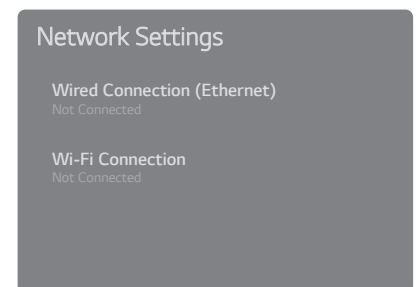 Network Settings
Wired Connection (Ethernet)
Not Connected
Wi-Fi Connection
Not Connected